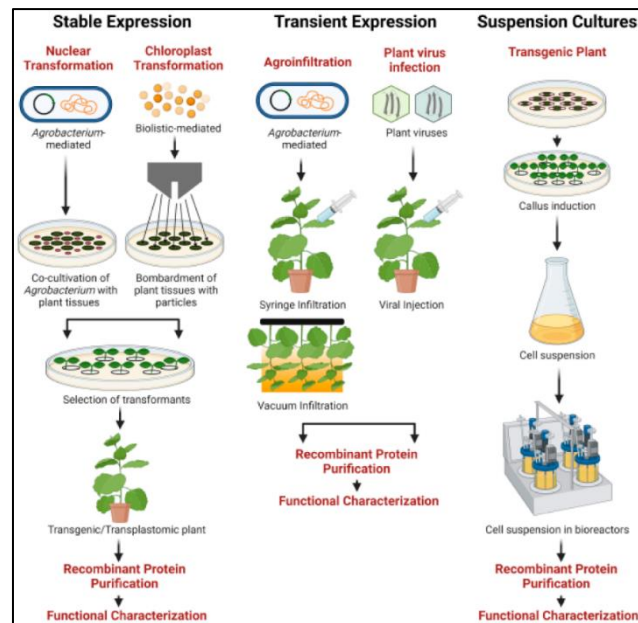 Stable Expression
Nuclear
Transformation
Chloroplast
Transformation
Agrobacterium-
mediated
Biolistic-mediated
Co-cultivation of
Agrobacterium with
plant tissues
Bombardment of
plant tissues with
particles
Selection of transformants
Transgenic/Transplastomic plant
Recombinant Protein
Purification
Functional Characterization
Transient Expression
Agroinfiltration
Plant virus
infection
Agrobacterium-
mediated
Plant viruses
Syringe Infiltration
Viral Injection
Vacuum Infiltration
Recombinant Protein
Purification
Functional Characterization
Suspension Cultures
Transgenic Plant
Callus induction
Cell suspension
Cell suspension in bioreactors
Recombinant Protein
Purification
Functional Characterization